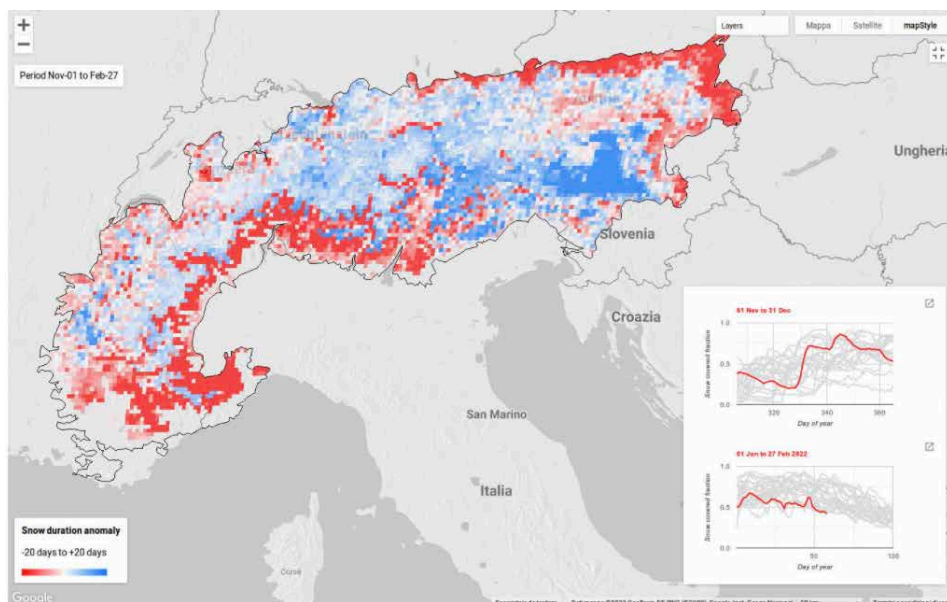 +
−
Period Nov-01 to Feb-27
Layers
Mappa
Satellite
mapStyle
Ungheria
Slovenia
Croazia
San Marino
Italia
Corse
01 Nov to 31 Dec
Snow covered fraction
1.0
0.5
0.0
320
340
360
Day of year
01 Jan to 27 Feb 2022
Snow covered fraction
1.0
0.5
0.0
50
100
Day of year
Snow duration anomaly
-20 days to +20 days
Google